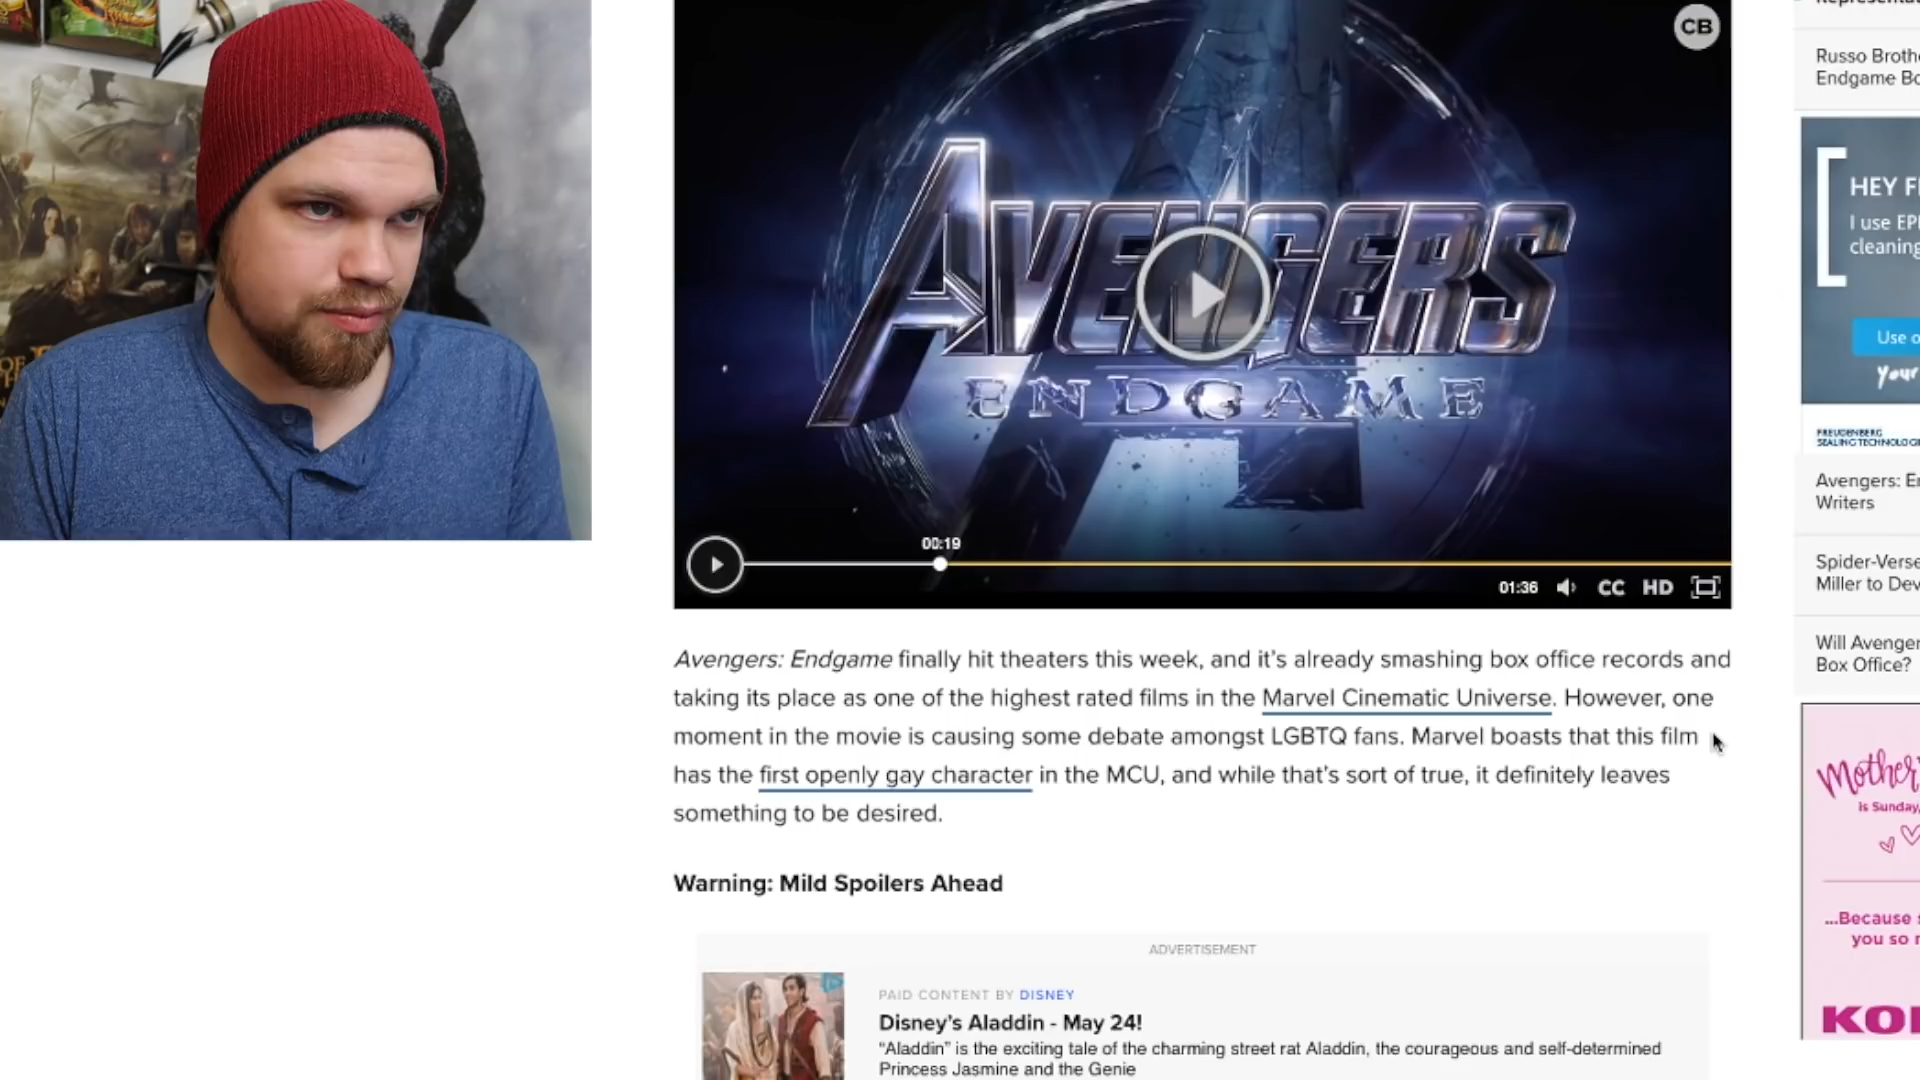 CB
AVENGERS
ENDGAME
00:19
01:36
CC
HD
Avengers: Endgame finally hit theaters this week, and it's already smashing box office records and
taking its place as one of the highest rated films in the Marvel Cinematic Universe. However, one
moment in the movie is causing some debate amongst LGBTQ fans. Marvel boasts that this film
has the first openly gay character in the MCU, and while that's sort of true, it definitely leaves
something to be desired.
Warning: Mild Spoilers Ahead
ADVERTISEMENT
PAID CONTENT BY DISNEY
Disney's Aladdin - May 24!
"Aladdin" is the exciting tale of the charming street rat Aladdin, the courageous and self-determined
Princess Jasmine and the Genie
Russo
Endgame
HEY
I use
cleaning
Use
Your
FREUDENBERG
SEALING
Avengers:
Writers
Spider-Verse
Miller to
Will
Box Office?
is Sunday,
...Because
you so